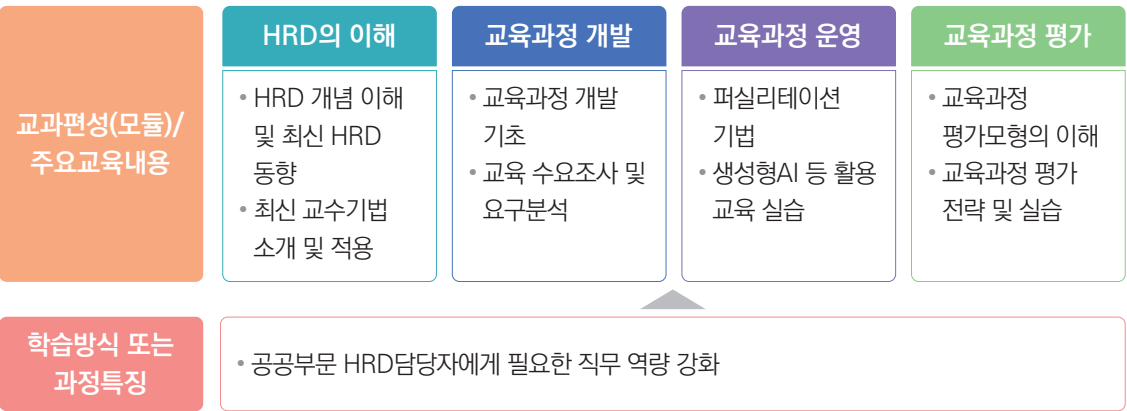 교과편성(모듈)/
주요교육내용
HRD의 이해
• HRD 개념 이해
및 최신 HRD
동향
• 최신 교수기법
소개 및 적용
교육과정 개발
• 교육과정 개발
기초
• 교육 수요조사 및
요구분석
교육과정 운영
• 퍼실리테이션
기법
• 생성형AI 등 활용
교육 실습
교육과정 평가
• 교육과정
평가모형의 이해
• 교육과정 평가
전략 및 실습
학습방식 또는
과정특징
• 공공부문 HRD담당자에게 필요한 직무 역량 강화